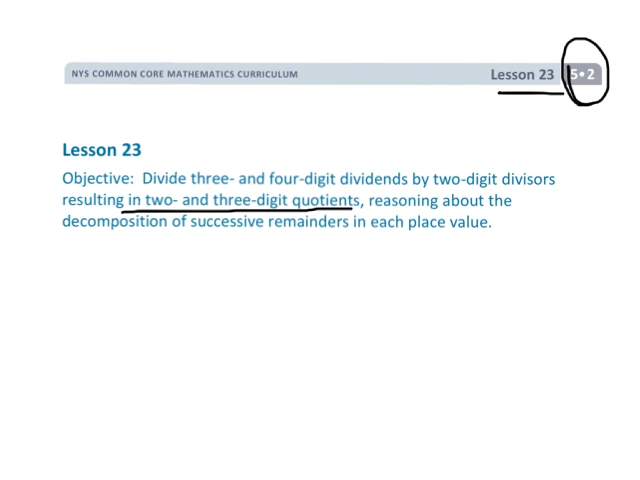 NYS COMMON CORE MATHEMATICS CURRICULUM Lesson 23 5•2
Lesson 23
Objective: Divide three- and four-digit dividends by two-digit divisors
resulting in two- and three-digit quotients, reasoning about the
decomposition of successive remainders in each place value.